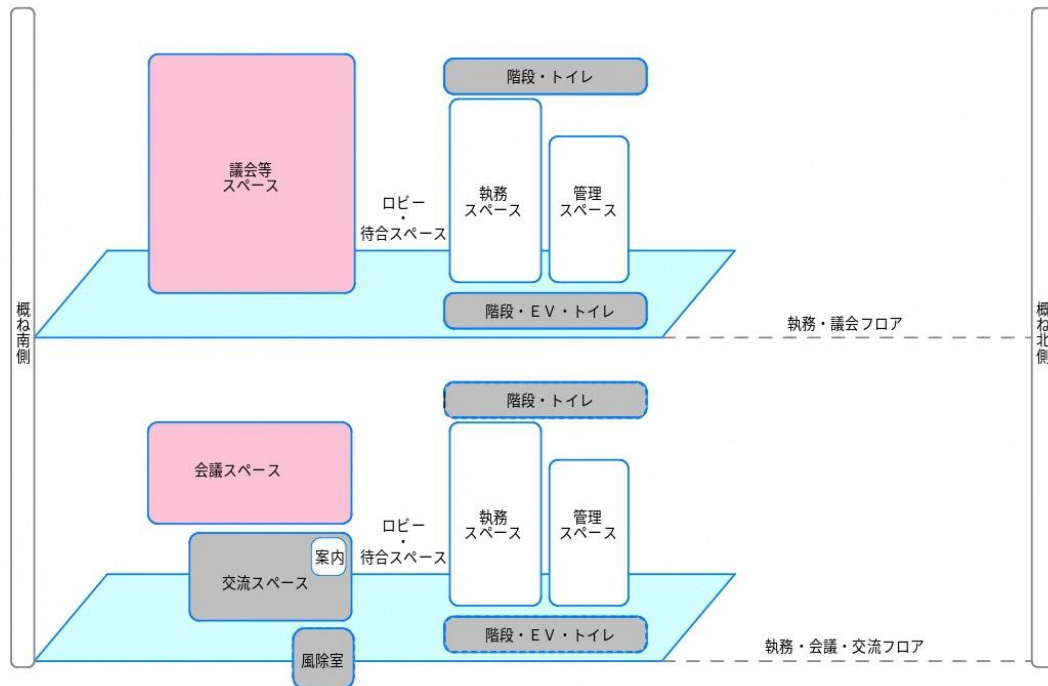 概ね南側
概ね北側
階段・トイレ
議会等
スペース
ロビー
・
待合スペース
執務
スペース
管理
スペース
階段・ＥＶ・トイレ
執務・議会フロア
階段・トイレ
会議スペース
ロビー
・
待合スペース
執務
スペース
管理
スペース
案内
交流スペース
階段・ＥＶ・トイレ
風除室
執務・会議・交流フロア